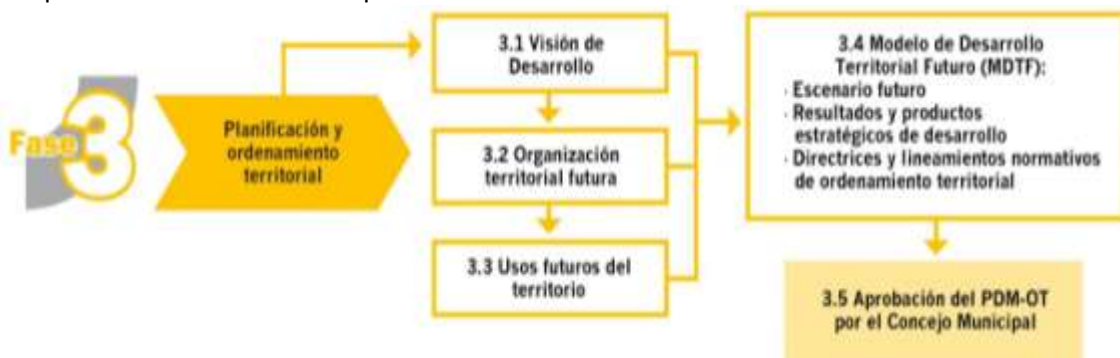 Fase 3
Planificación y
ordenamiento
territorial
3.1 Visión de
Desarrollo
3.2 Organización
territorial futura
3.3 Usos futuros del
territorio
3.4 Modelo de Desarrollo
Territorial Futuro (MDTF):
· Escenario futuro
· Resultados y productos
estratégicos de desarrollo
· Directrices y lineamientos normativos
de ordenamiento territorial
3.5 Aprobación del PDM-OT
por el Concejo Municipal